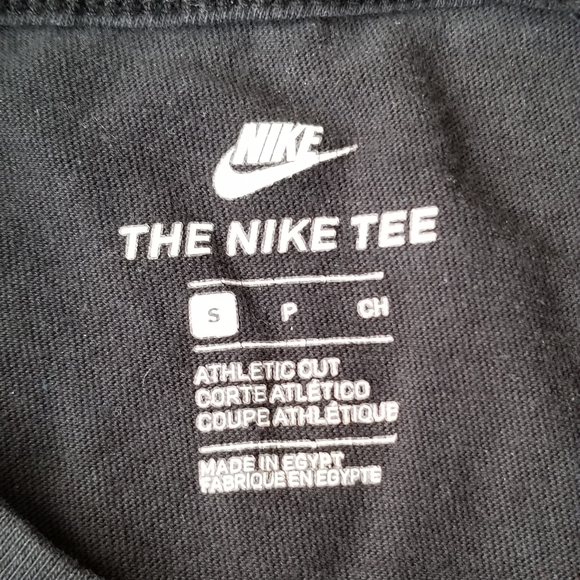 NIKE
THE NIKE TEE
S P CH
ATHLETIC CUT
CORTE ATLÉTICO
COUPE ATHLÉTIQUE
MADE IN EGYPT
FABRIQUE EN EGYPTE